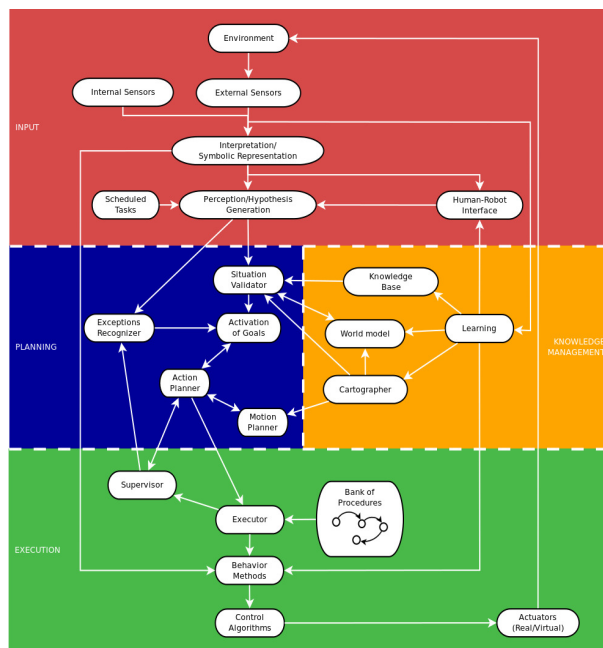 Environment
Internal Sensors
External Sensors
INPUT
Interpretation/
Symbolic Representation
Scheduled
Tasks
Perception/Hypothesis
Generation
Human-Robot
Interface
Situation
Validator
Knowledge
Base
Exceptions
Recognizer
Activation
of Goals
World model
Learning
PLANNING
KNOWLEDGE
MANAGEMENT
Action
Planner
Cartographer
Motion
Planner
Supervisor
Bank of
Procedures
Executor
EXECUTION
Behavior
Methods
Control
Algorithms
Actuators
(Real/Virtual)